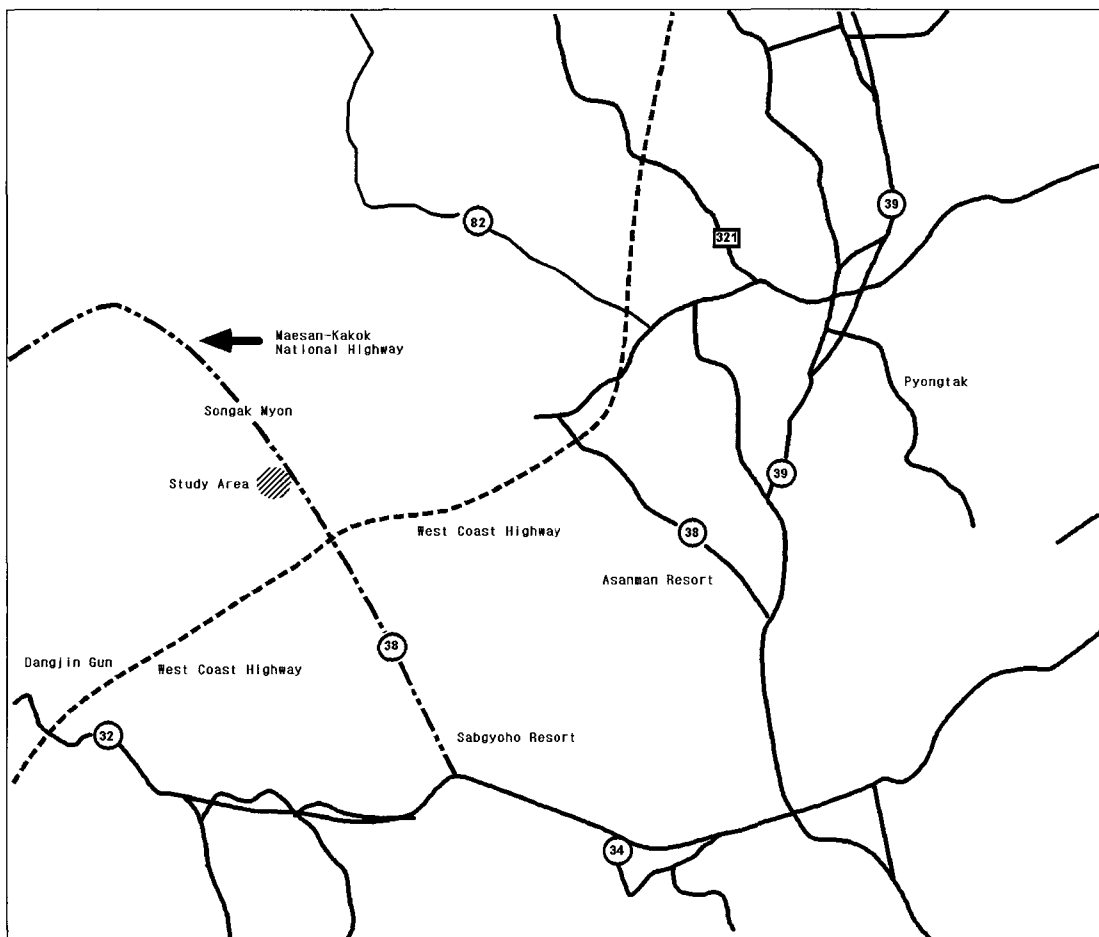 39
82
321
Maesan-Kakok
National Highway
Pyongtak
Songak Myon
39
Study Area
West Coast Highway
38
Asanman Resort
38
Dangjin Gun
West Coast Highway
32
Sabgyoho Resort
34